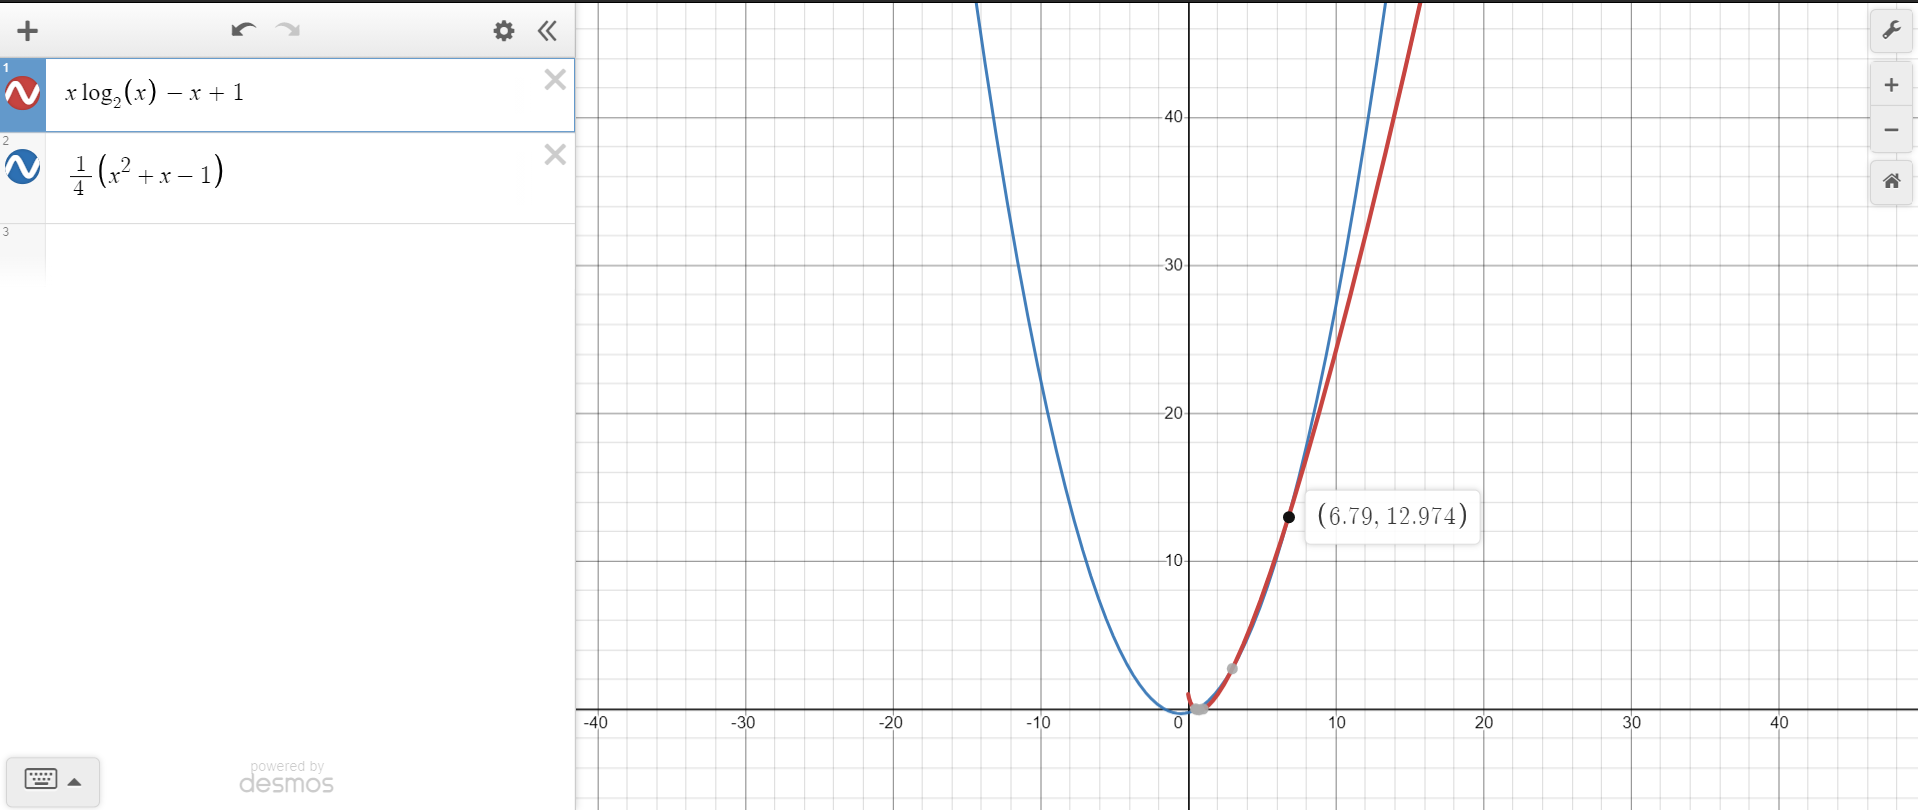 1
x log₂(x) − x + 1
2
1/4 (x² + x − 1)
3
powered by
desmos
40
30
20
10
(6.79, 12.974)
-40 -30 -20 -10 0 10 20 30 40